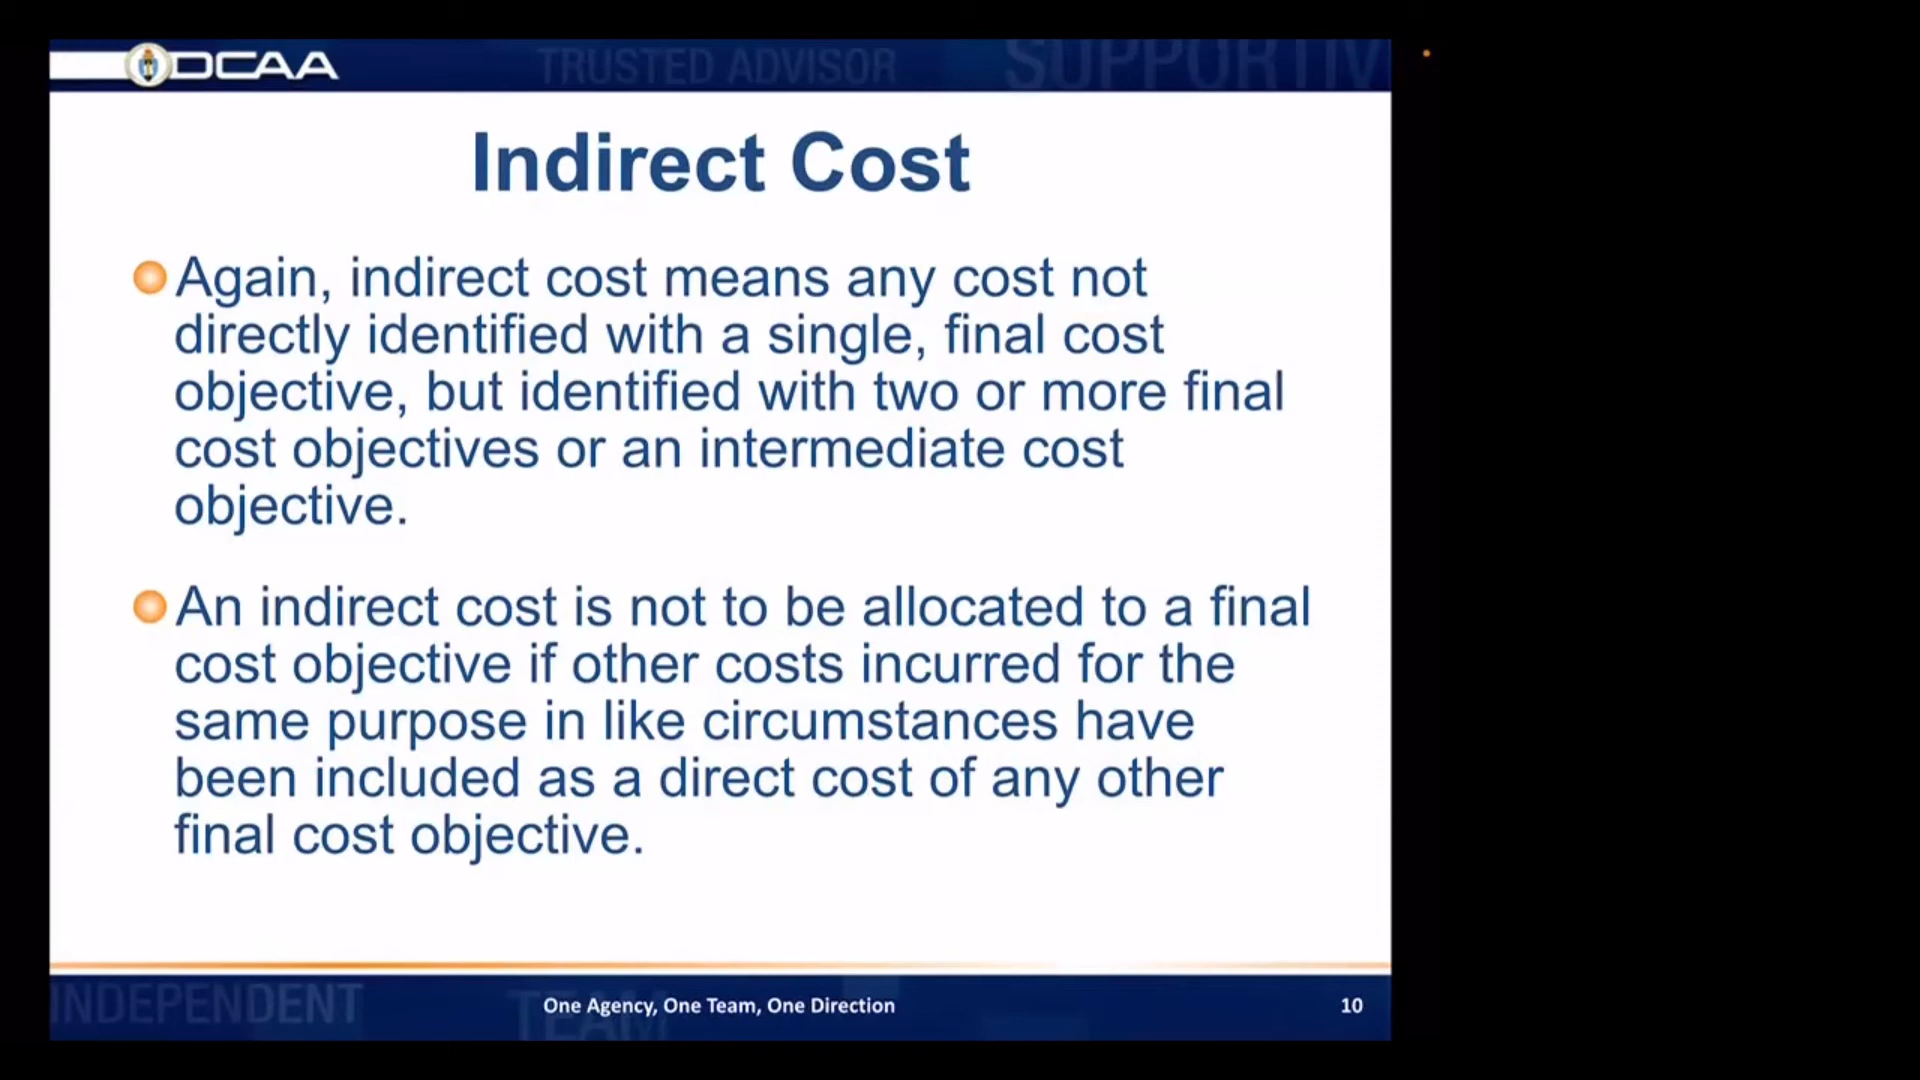 DCAA
TRUSTED ADVISOR
SUPPORTIV
Indirect Cost
Again, indirect cost means any cost not
directly identified with a single, final cost
objective, but identified with two or more final
cost objectives or an intermediate cost
objective.
An indirect cost is not to be allocated to a final
cost objective if other costs incurred for the
same purpose in like circumstances have
been included as a direct cost of any other
final cost objective.
INDEPENDENT
TEAM
One Agency, One Team, One Direction
10